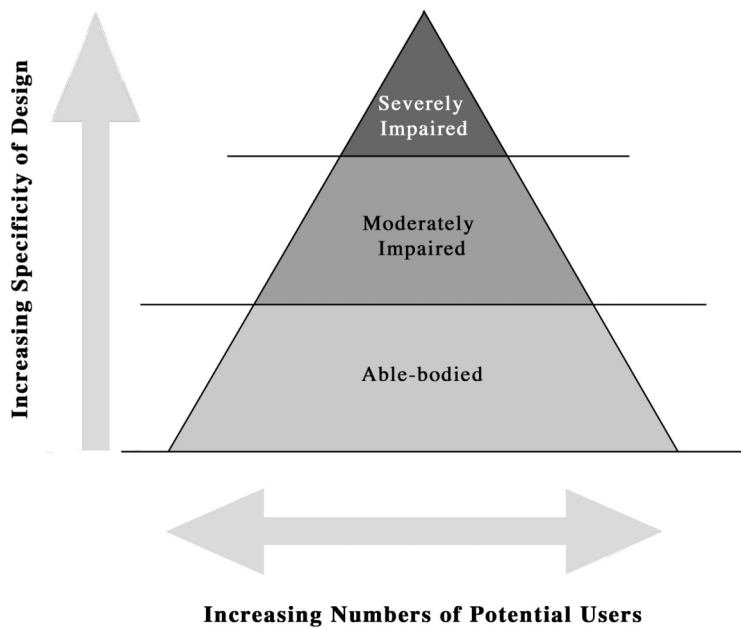 Increasing Specificity of Design
Severely
Impaired
Moderately
Impaired
Able-bodied
Increasing Numbers of Potential Users